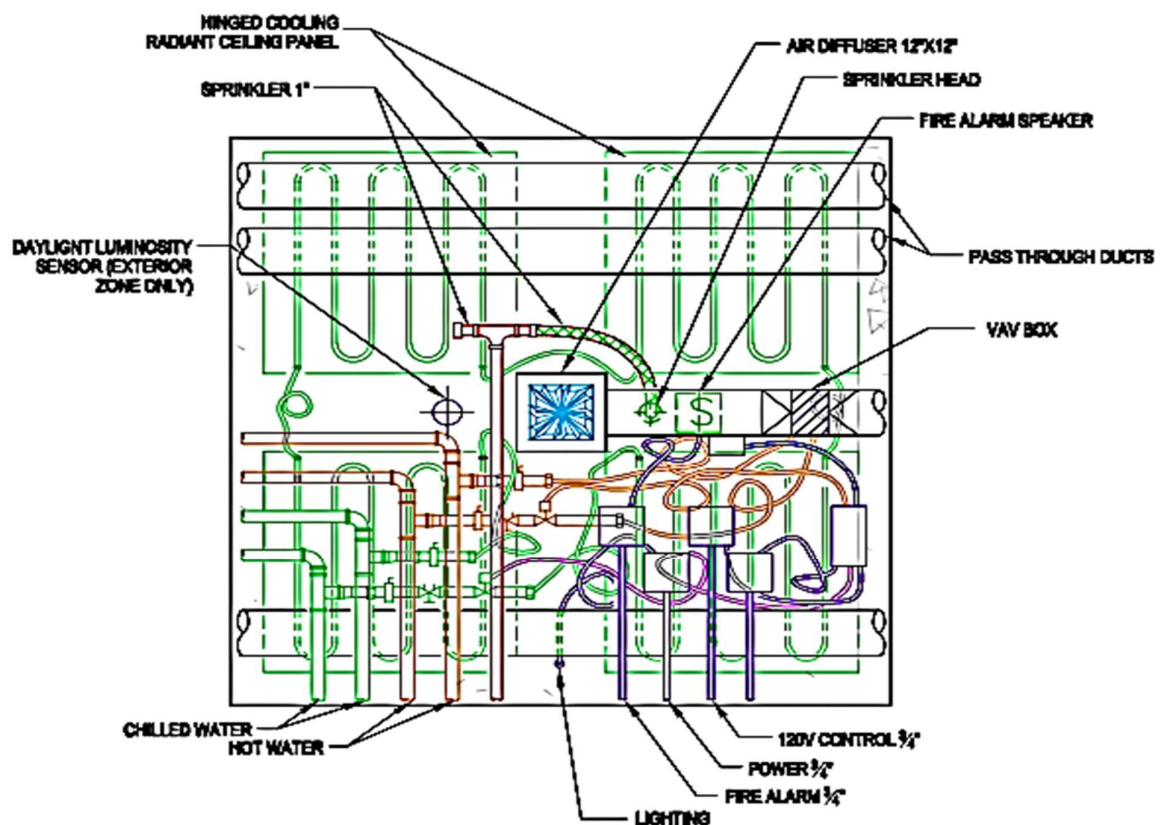 HINGED COOLING
RADIANT CEILING PANEL
SPRINKLER 1"
DAYLIGNT LUMINOSITY
SENSOR (EXTERIOR
ZONE ONLY)
AIR DIFFUSER 12"X12"
SPRINKLER HEAD
FIRE ALARM SPEAKER
PASS THROUGH DUCTS
VAV BOX
S
CHILLED WATER
HOT WATER
120V CONTROL ¾"
POWER ¾"
FIRE ALARM ¾"
LIGHTING